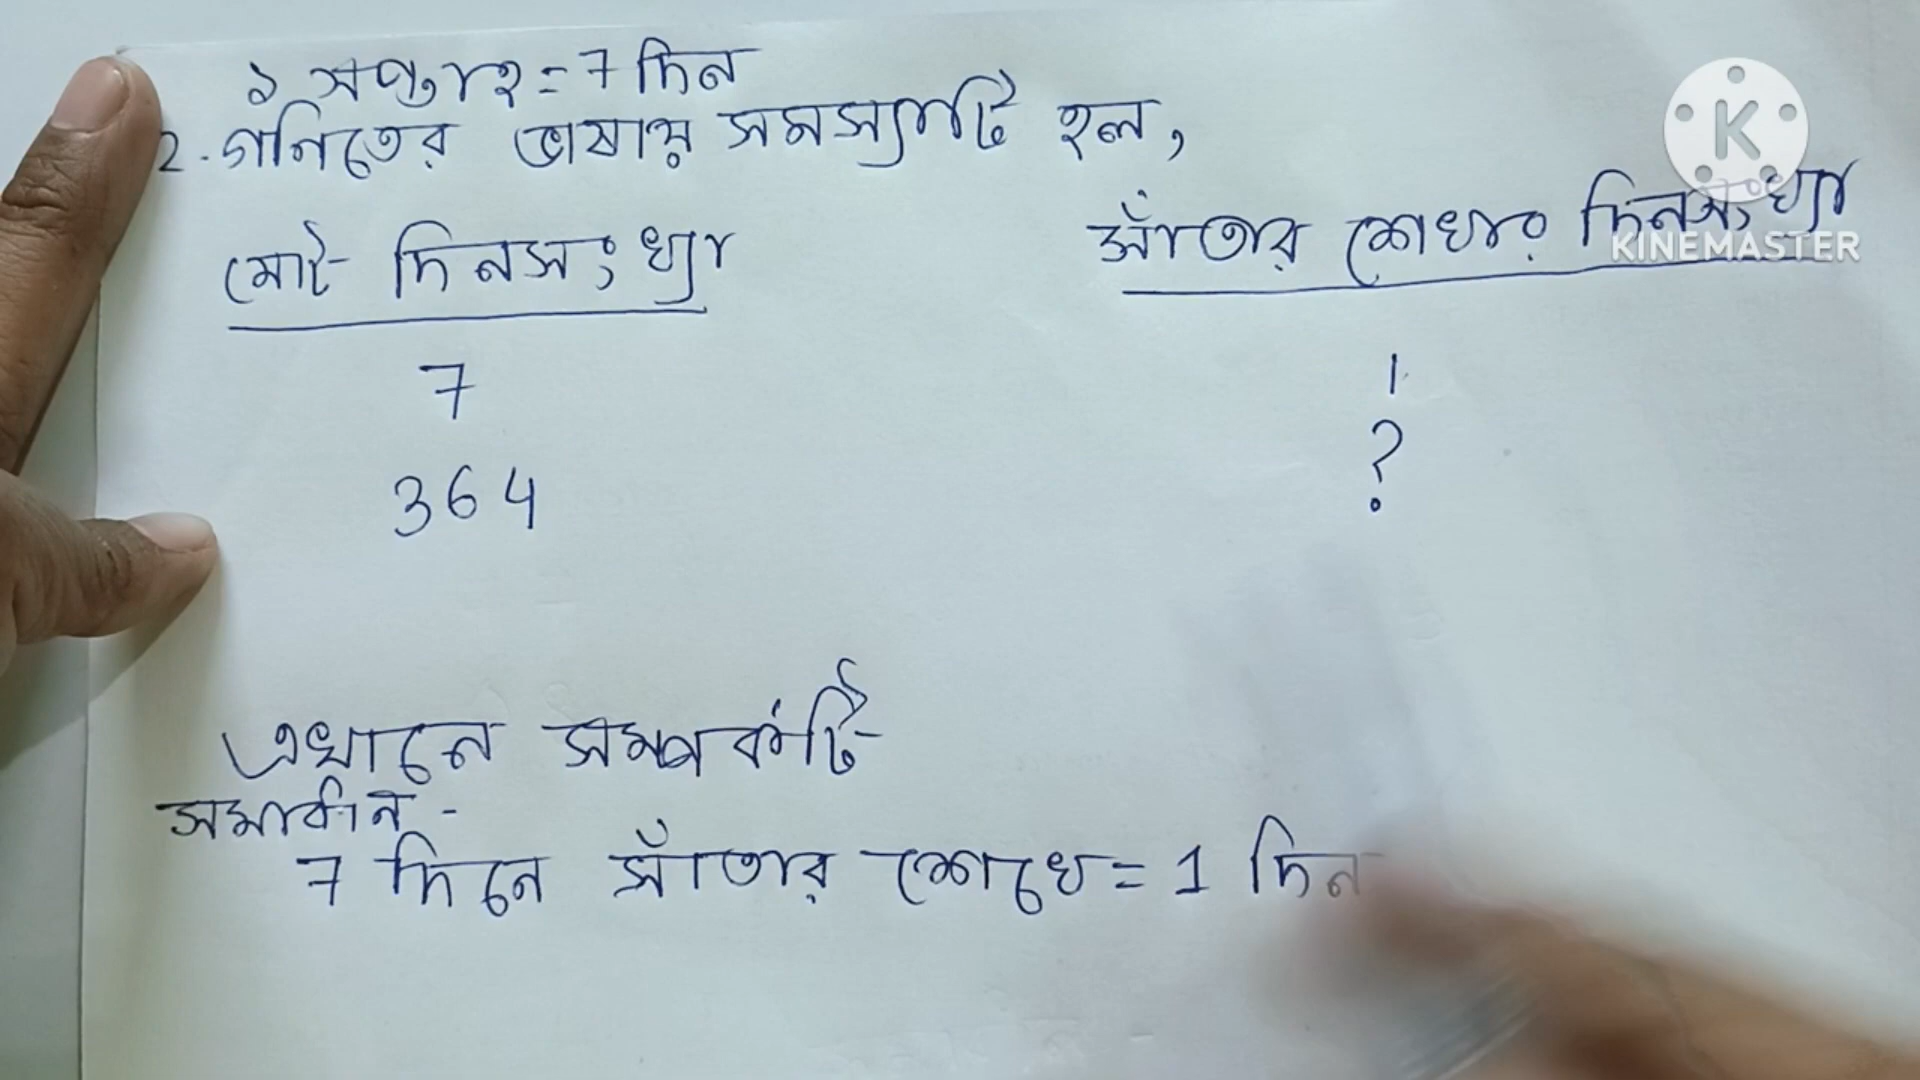 ১ সপ্তাহ = 7 দিন
2. গনিতের ভাষায় সমস্যাটি হল,
মোট দিনসংখ্যা সাঁতার শেখার দিনসংখ্যা
7 1
364 ?
এখানে সম্পর্কটি
সমাধান -
7 দিনে সাঁতার শেখে = 1 দিন
K
KINEMASTER